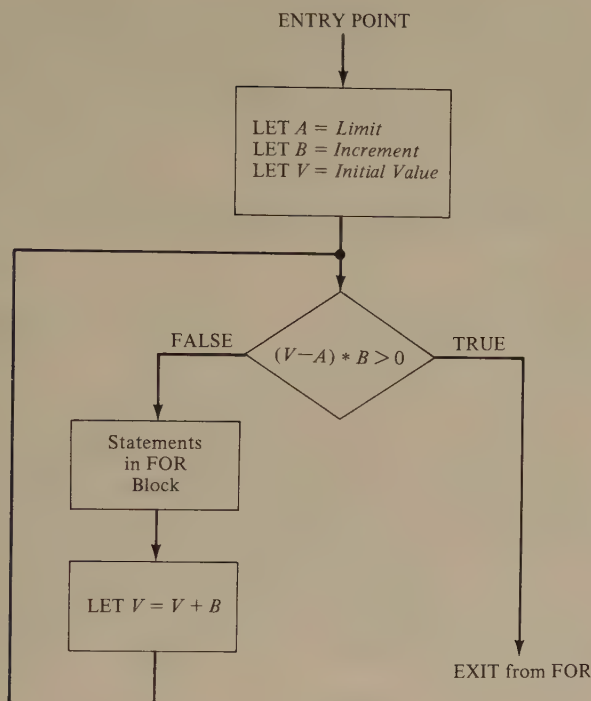 ENTRY POINT
LET A = Limit
LET B = Increment
LET V = Initial Value
FALSE
(V−A) * B > 0
TRUE
Statements
in FOR
Block
LET V = V + B
EXIT from FOR